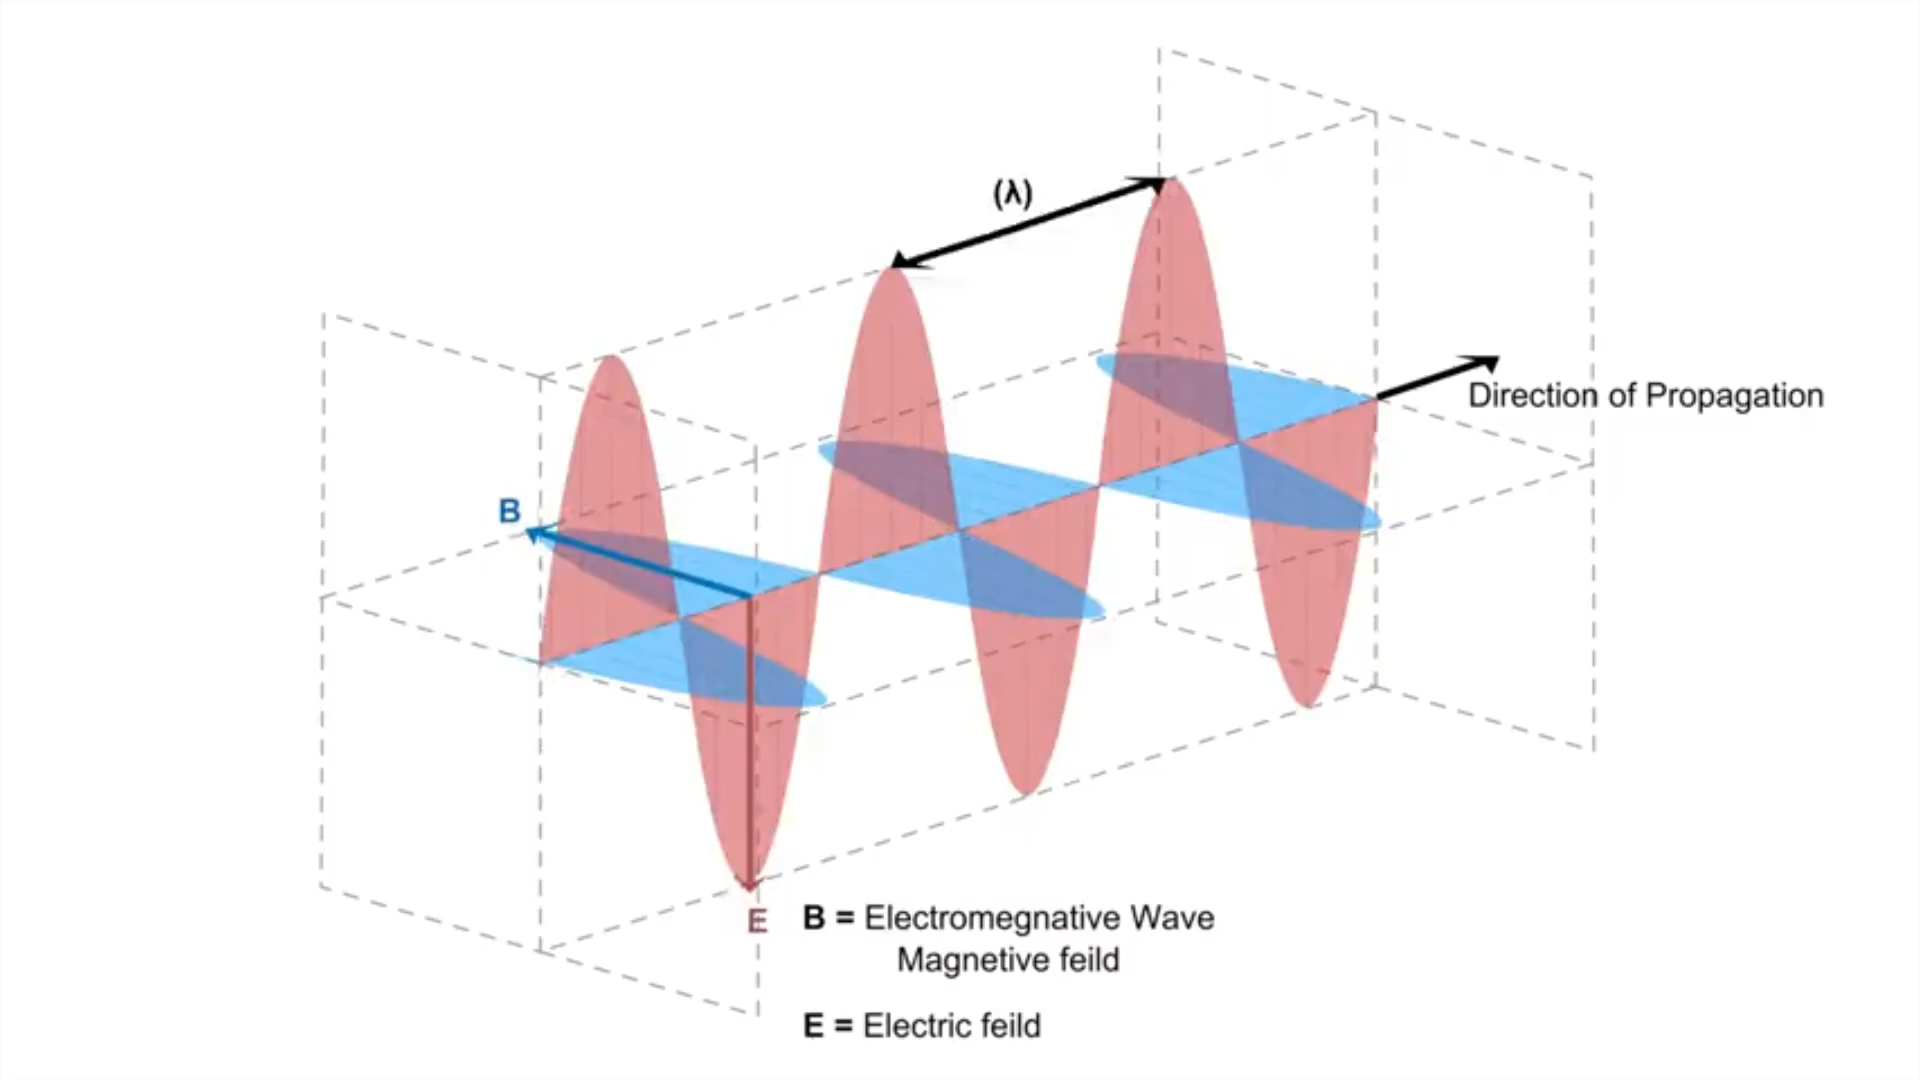 (λ)
Direction of Propagation
B
E
B = Electromegnative Wave
Magnetive feild
E = Electric feild